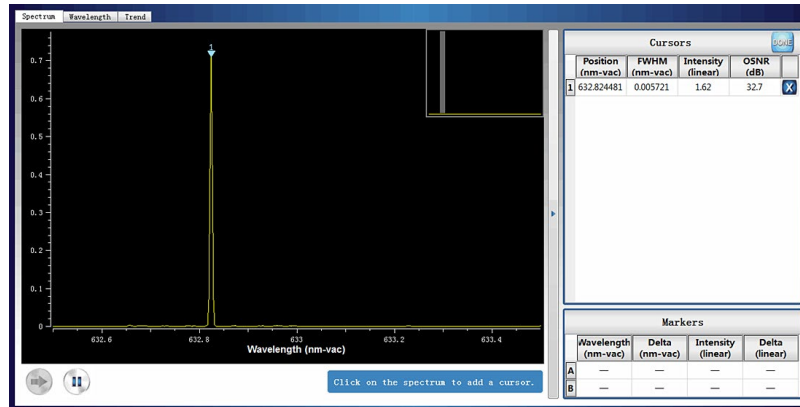 Spectrum Wavelength Trend
1
0.7
0.6
0.5
0.4
0.3
0.2
0.1
0
632.6 632.8 633 633.2 633.4
Wavelength (nm-vac)
Click on the spectrum to add a cursor.
Cursors
DONE
Position FWHM Intensity OSNR
(nm-vac) (nm-vac) (linear) (dB)
1 632.824481 0.005721 1.62 32.7 X
Markers
Wavelength Delta Intensity Delta
(nm-vac) (nm-vac) (linear) (linear)
A — — — —
B — — — —